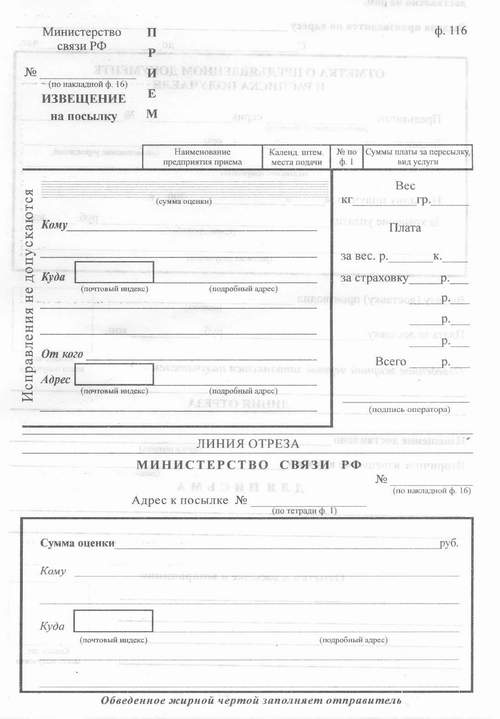 Министерство
связи РФ
ПРИЕМ
ф. 116
№
(по накладной ф. 16)
ИЗВЕЩЕНИЕ
на посылку
Наименование
предприятия приема
Календ. штем.
места подачи
№ по
ф. 1
Суммы платы за пересылку,
вид услуги
Исправления не допускаются
(сумма оценки)
Кому
Куда
(почтовый индекс) (подробный адрес)
От кого
Адрес
(почтовый индекс) (подробный адрес)
Вес
кг гр.
Плата
за вес. р. к.
за страховку р.
р.
р.
р.
Всего р.
(подпись оператора)
ЛИНИЯ ОТРЕЗА
МИНИСТЕРСТВО СВЯЗИ РФ
№
(по накладной ф. 16)
Адрес к посылке №
(по тетради ф. 1)
Сумма оценки руб.
Кому
Куда
(почтовый индекс) (подробный адрес)
Обведенное жирной чертой заполняет отправитель